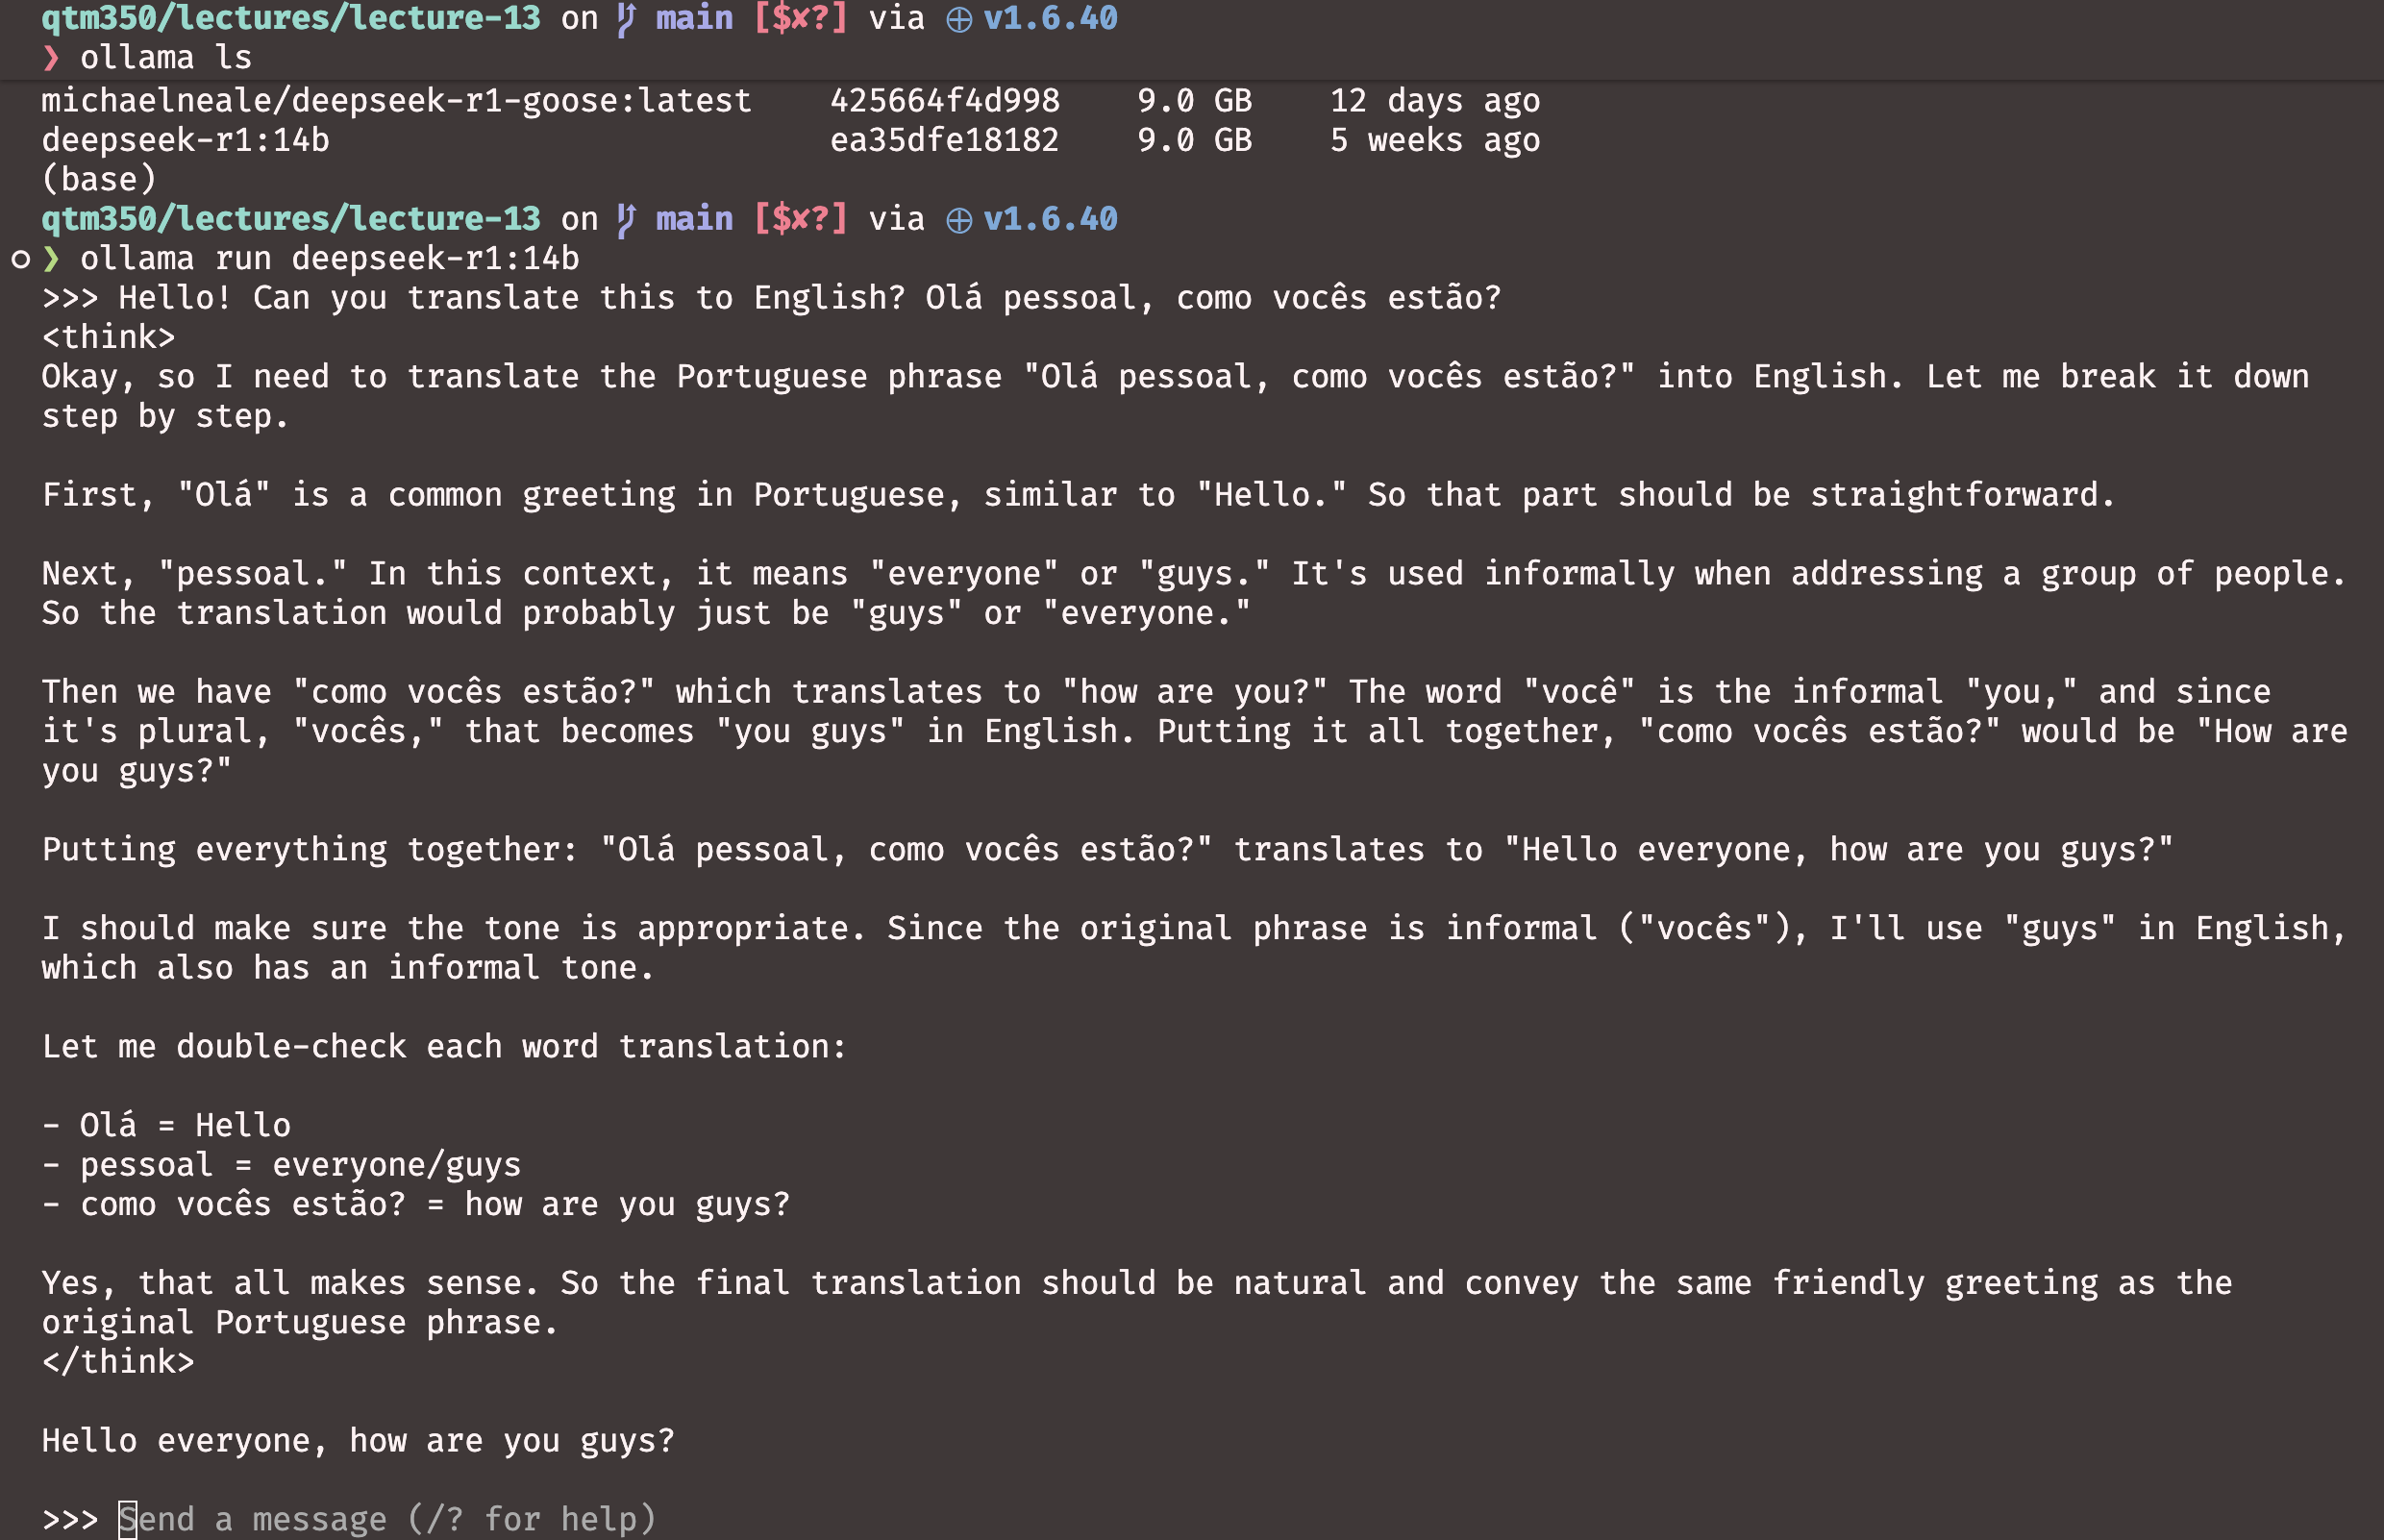 qtm350/lectures/lecture-13 on main [$✘?] via v1.6.40
❯ ollama ls
michaelneale/deepseek-r1-goose:latest 425664f4d998 9.0 GB 12 days ago
deepseek-r1:14b ea35dfe18182 9.0 GB 5 weeks ago
(base)
qtm350/lectures/lecture-13 on main [$✘?] via v1.6.40
❯ ollama run deepseek-r1:14b
>>> Hello! Can you translate this to English? Olá pessoal, como vocês estão?
<think>
Okay, so I need to translate the Portuguese phrase "Olá pessoal, como vocês estão?" into English. Let me break it down
step by step.
First, "Olá" is a common greeting in Portuguese, similar to "Hello." So that part should be straightforward.
Next, "pessoal." In this context, it means "everyone" or "guys." It's used informally when addressing a group of people.
So the translation would probably just be "guys" or "everyone."
Then we have "como vocês estão?" which translates to "how are you?" The word "você" is the informal "you," and since
it's plural, "vocês," that becomes "you guys" in English. Putting it all together, "como vocês estão?" would be "How are
you guys?"
Putting everything together: "Olá pessoal, como vocês estão?" translates to "Hello everyone, how are you guys?"
I should make sure the tone is appropriate. Since the original phrase is informal ("vocês"), I'll use "guys" in English,
which also has an informal tone.
Let me double-check each word translation:
- Olá = Hello
- pessoal = everyone/guys
- como vocês estão? = how are you guys?
Yes, that all makes sense. So the final translation should be natural and convey the same friendly greeting as the
original Portuguese phrase.
</think>
Hello everyone, how are you guys?
>>> Send a message (/? for help)